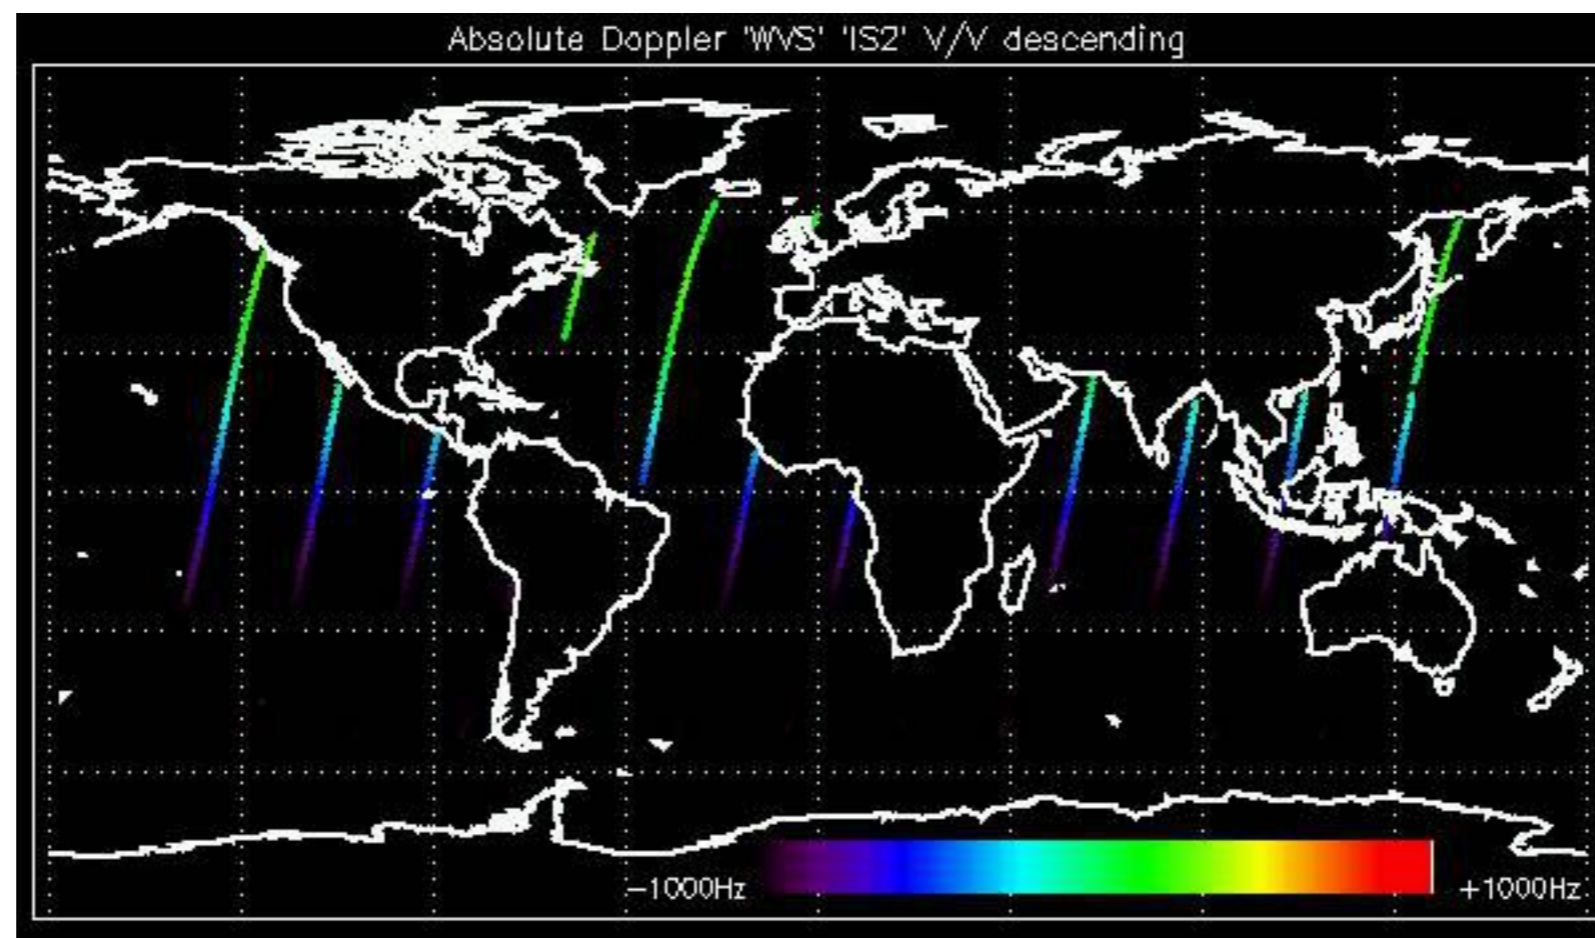 Absolute Doppler 'WVS' 'IS2' V/V descending
−1000Hz +1000Hz